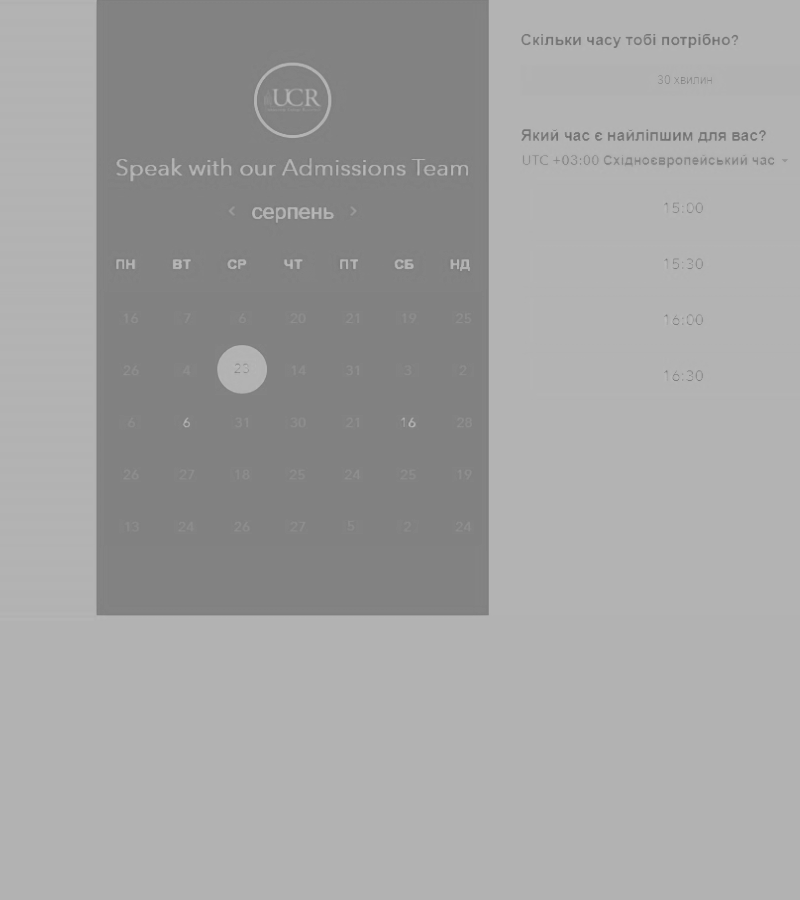 UCR
Speak with our Admissions Team
серпень
ПН ВТ СР ЧТ ПТ СБ НД
16 7 6 20 21 19 25
26 4 23 14 31 3 2
6 6 31 30 21 16 28
26 27 18 25 24 25 19
13 24 26 27 5 2 24
Скільки часу тобі потрібно?
30 хвилин
Який час є найліпшим для вас?
UTC +03:00 Східноєвропейський час
15:00
15:30
16:00
16:30